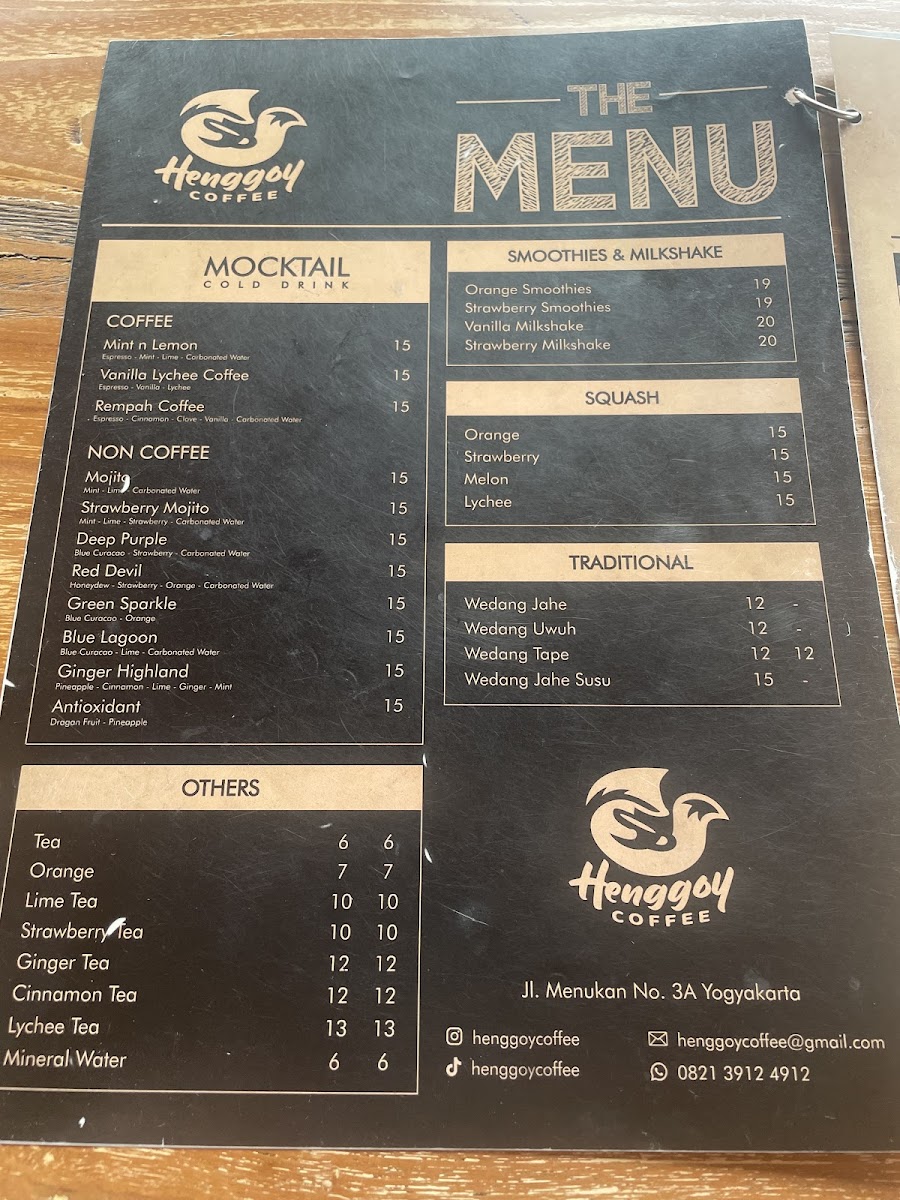 Henggoy
COFFEE
THE
MENU
MOCKTAIL
COLD DRINK
COFFEE
Mint n Lemon 15
Espresso - Mint - Lime - Carbonated Water
Vanilla Lychee Coffee 15
Espresso - Vanilla - Lychee
Rempah Coffee 15
Espresso - Cinnamon - Clove - Vanilla - Carbonated Water
NON COFFEE
Mojito 15
Mint - Lime - Carbonated Water
Strawberry Mojito 15
Mint - Lime - Strawberry - Carbonated Water
Deep Purple 15
Blue Curacao - Strawberry - Carbonated Water
Red Devil 15
Honeydew - Strawberry - Orange - Carbonated Water
Green Sparkle 15
Blue Curacao - Orange
Blue Lagoon 15
Blue Curacao - Lime - Carbonated Water
Ginger Highland 15
Pineapple - Cinnamon - Lime - Ginger - Mint
Antioxidant 15
Dragan Fruit - Pineapple
OTHERS
Tea 6 6
Orange 7 7
Lime Tea 10 10
Strawberry Tea 10 10
Ginger Tea 12 12
Cinnamon Tea 12 12
Lychee Tea 13 13
Mineral Water 6 6
SMOOTHIES & MILKSHAKE
Orange Smoothies 19
Strawberry Smoothies 19
Vanilla Milkshake 20
Strawberry Milkshake 20
SQUASH
Orange 15
Strawberry 15
Melon 15
Lychee 15
TRADITIONAL
Wedang Jahe 12 -
Wedang Uwuh 12 -
Wedang Tape 12 12
Wedang Jahe Susu 15 -
Henggoy
COFFEE
Jl. Menukan No. 3A Yogyakarta
henggoycoffee henggoycoffee@gmail.com
henggoycoffee 0821 3912 4912